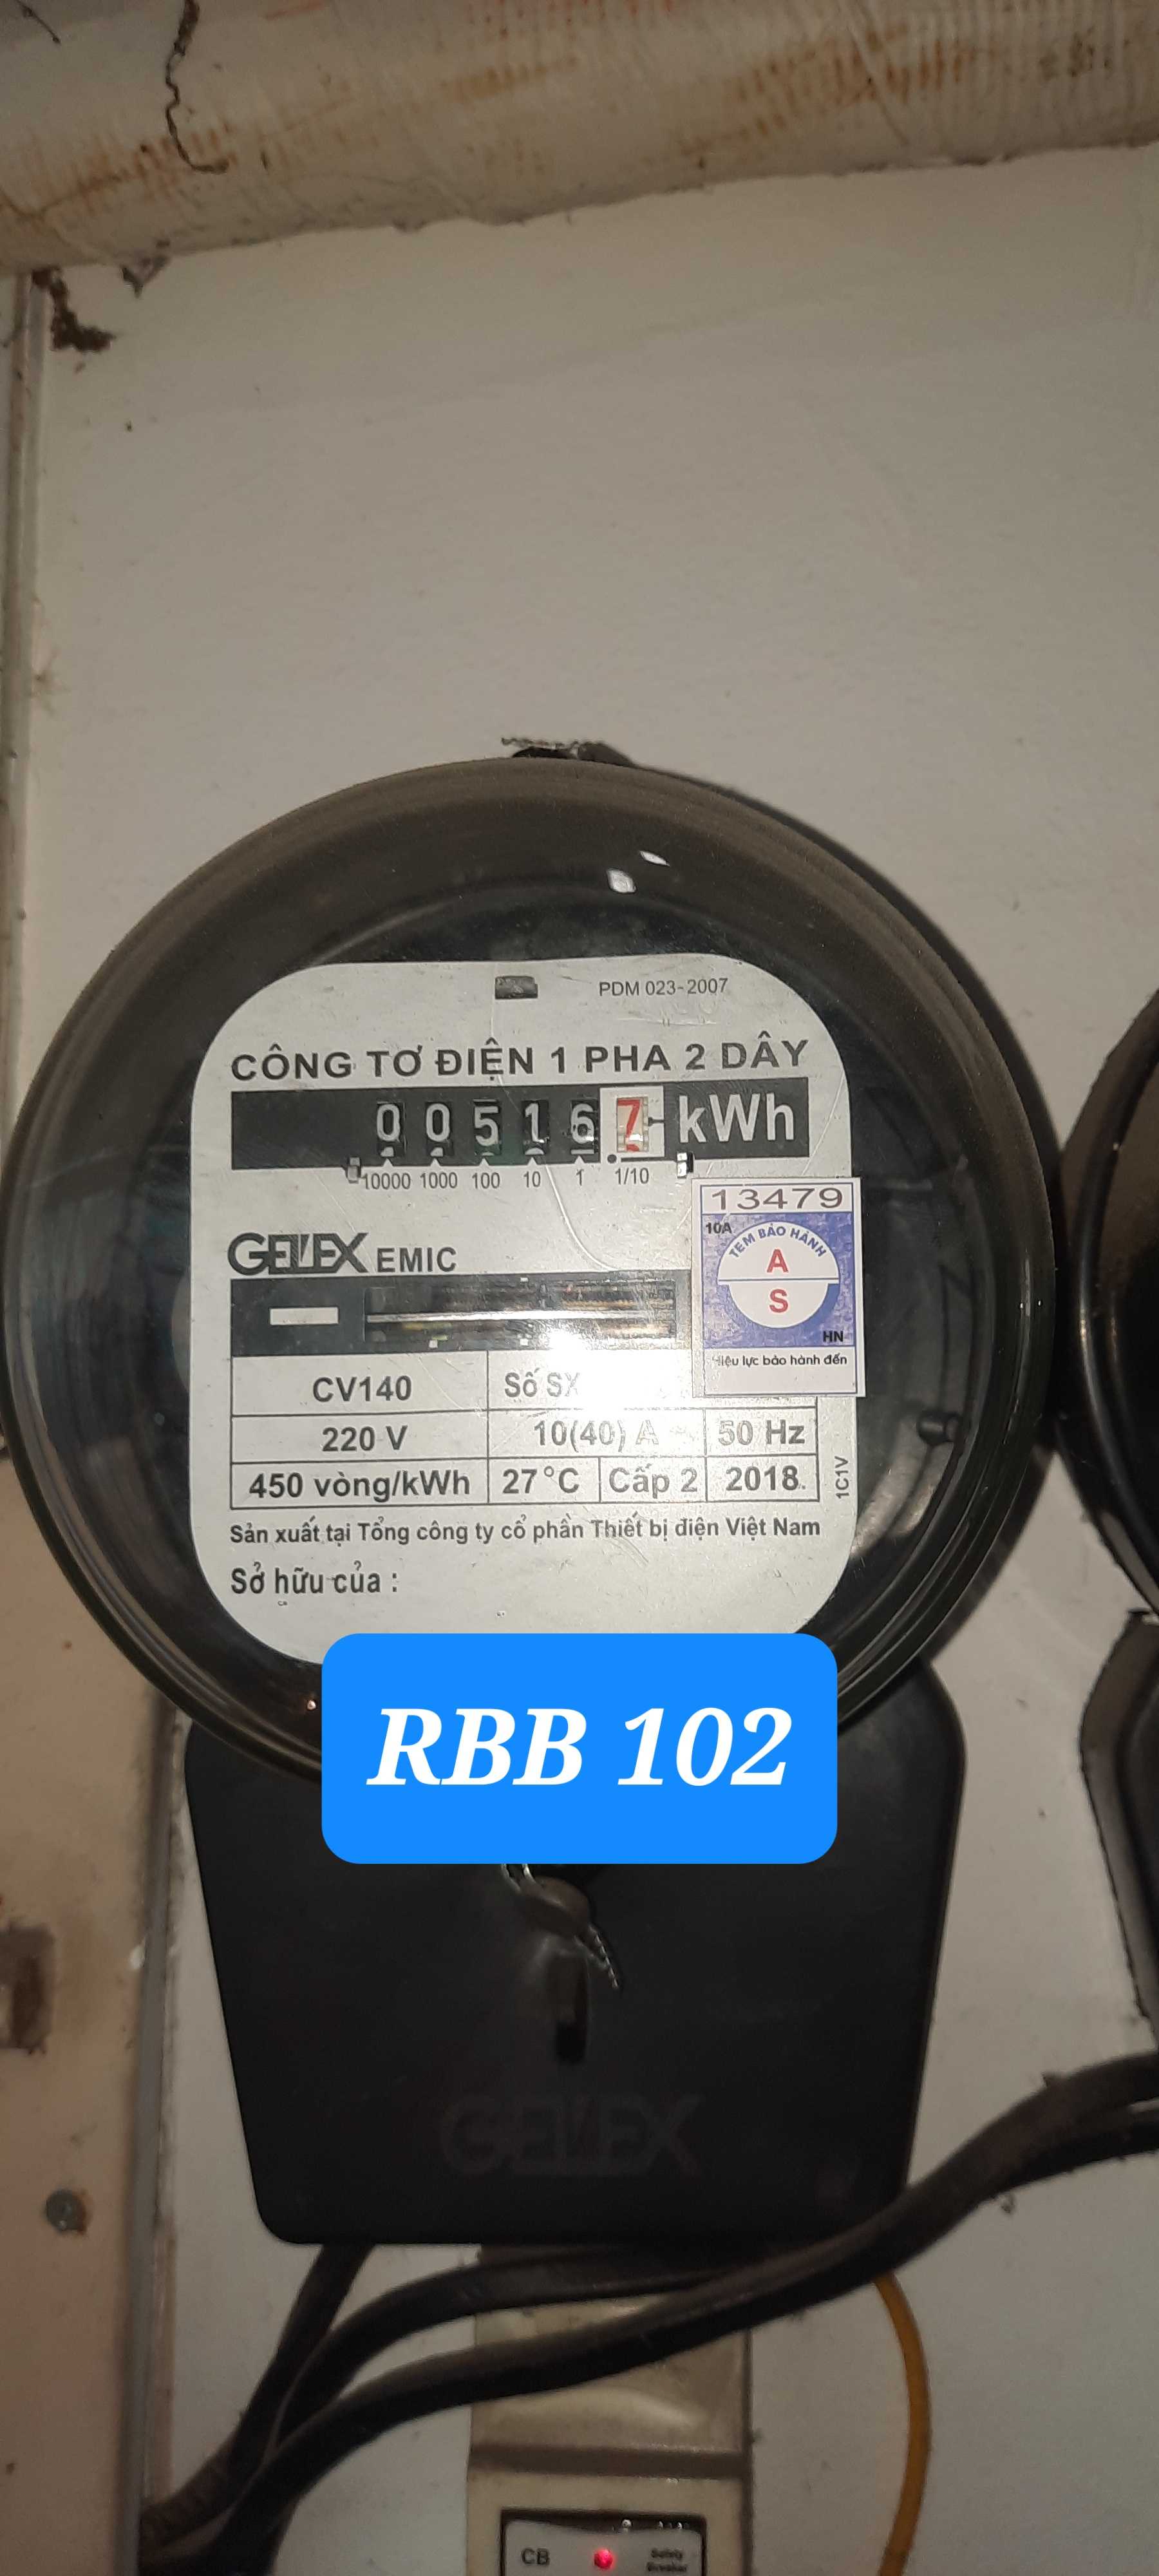 PDM 023-2007
CÔNG TƠ ĐIỆN 1 PHA 2 DÂY
0 0 5 1 6 7 kWh
10000 1000 100 10 1 1/10
13479
10A
TEM BẢO HÀNH
A
S
HN
Hiệu lực bảo hành đến
GELEX EMIC
CV140 Số SX
220 V 10(40) A ~ 50 Hz
450 vòng/kWh 27°C Cấp 2 2018
1C1V
Sản xuất tại Tổng công ty cổ phần Thiết bị điện Việt Nam
Sở hữu của :
RBB 102
GELEX
CB Safety Breaker